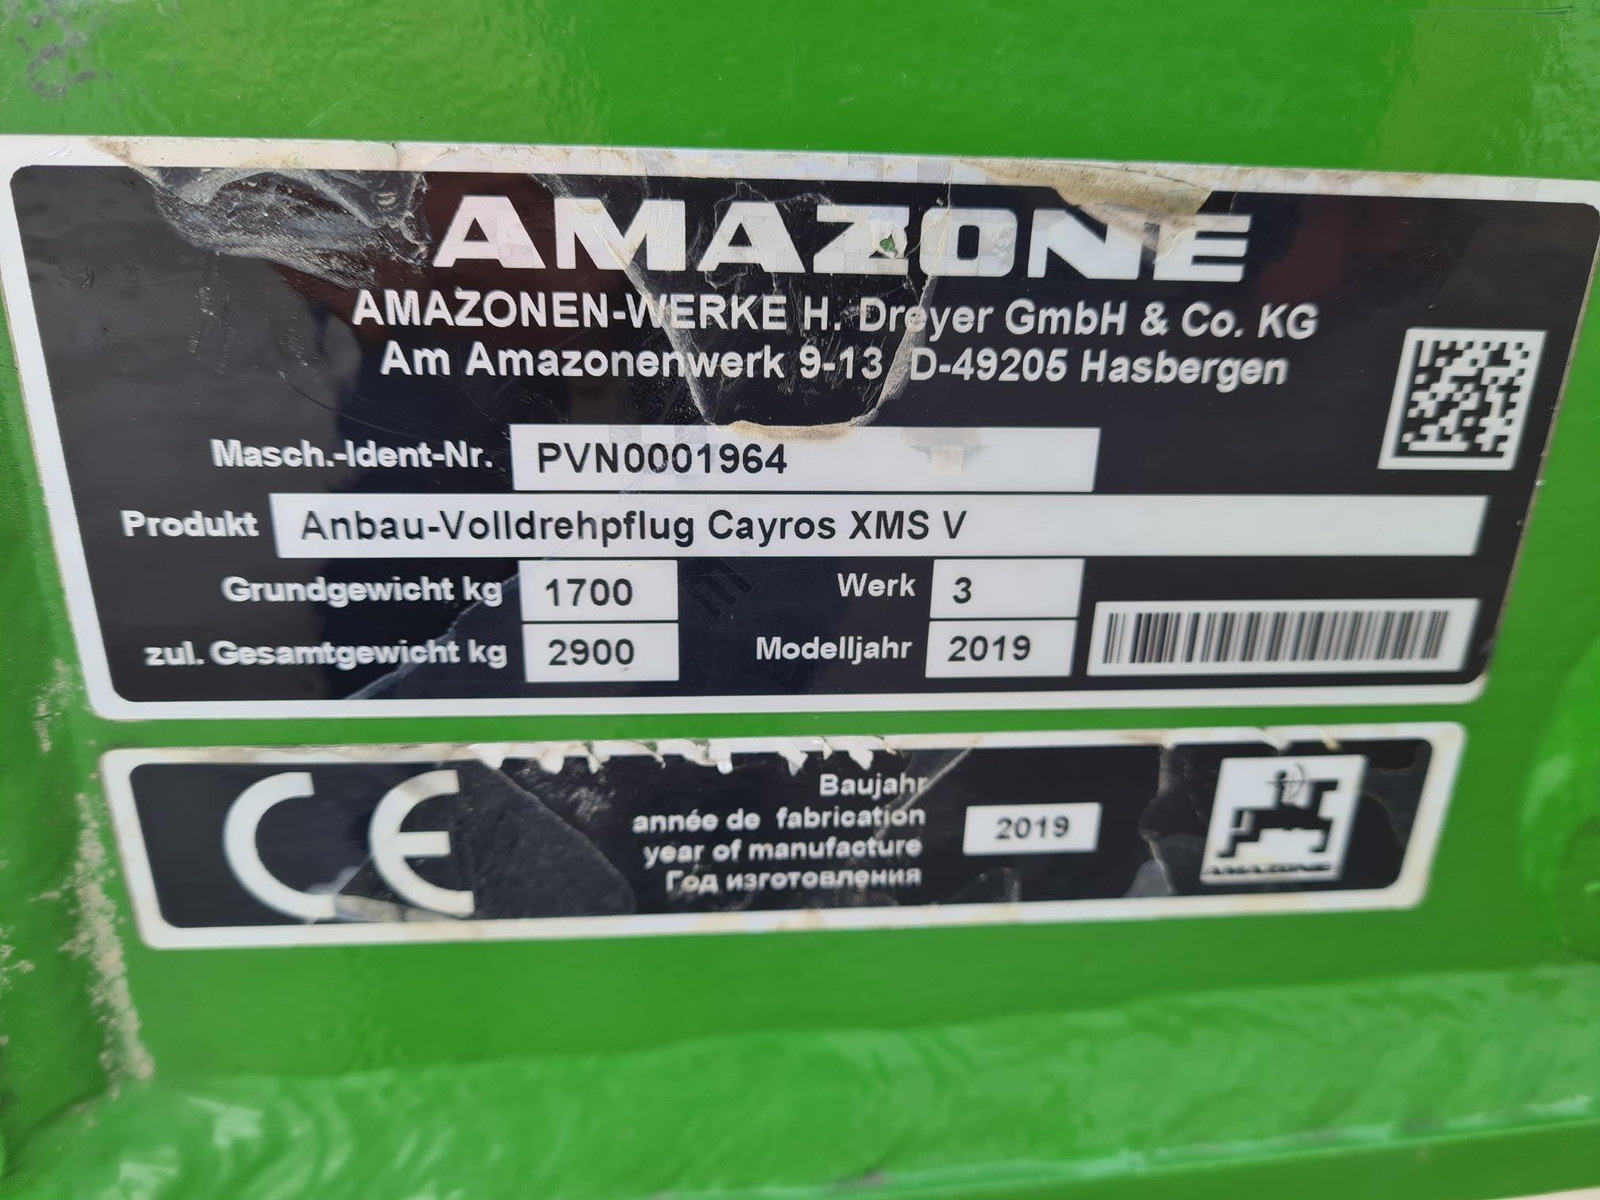 AMAZONE
AMAZONEN-WERKE H. Dreyer GmbH & Co. KG
Am Amazonenwerk 9-13 D-49205 Hasbergen
Masch.-Ident-Nr. PVN0001964
Produkt Anbau-Volldrehpflug Cayros XMS V
Grundgewicht kg 1700 Werk 3
zul. Gesamtgewicht kg 2900 Modelljahr 2019
CE
Baujahr
année de fabrication
year of manufacture 2019
Год изготовления
AMAZONE